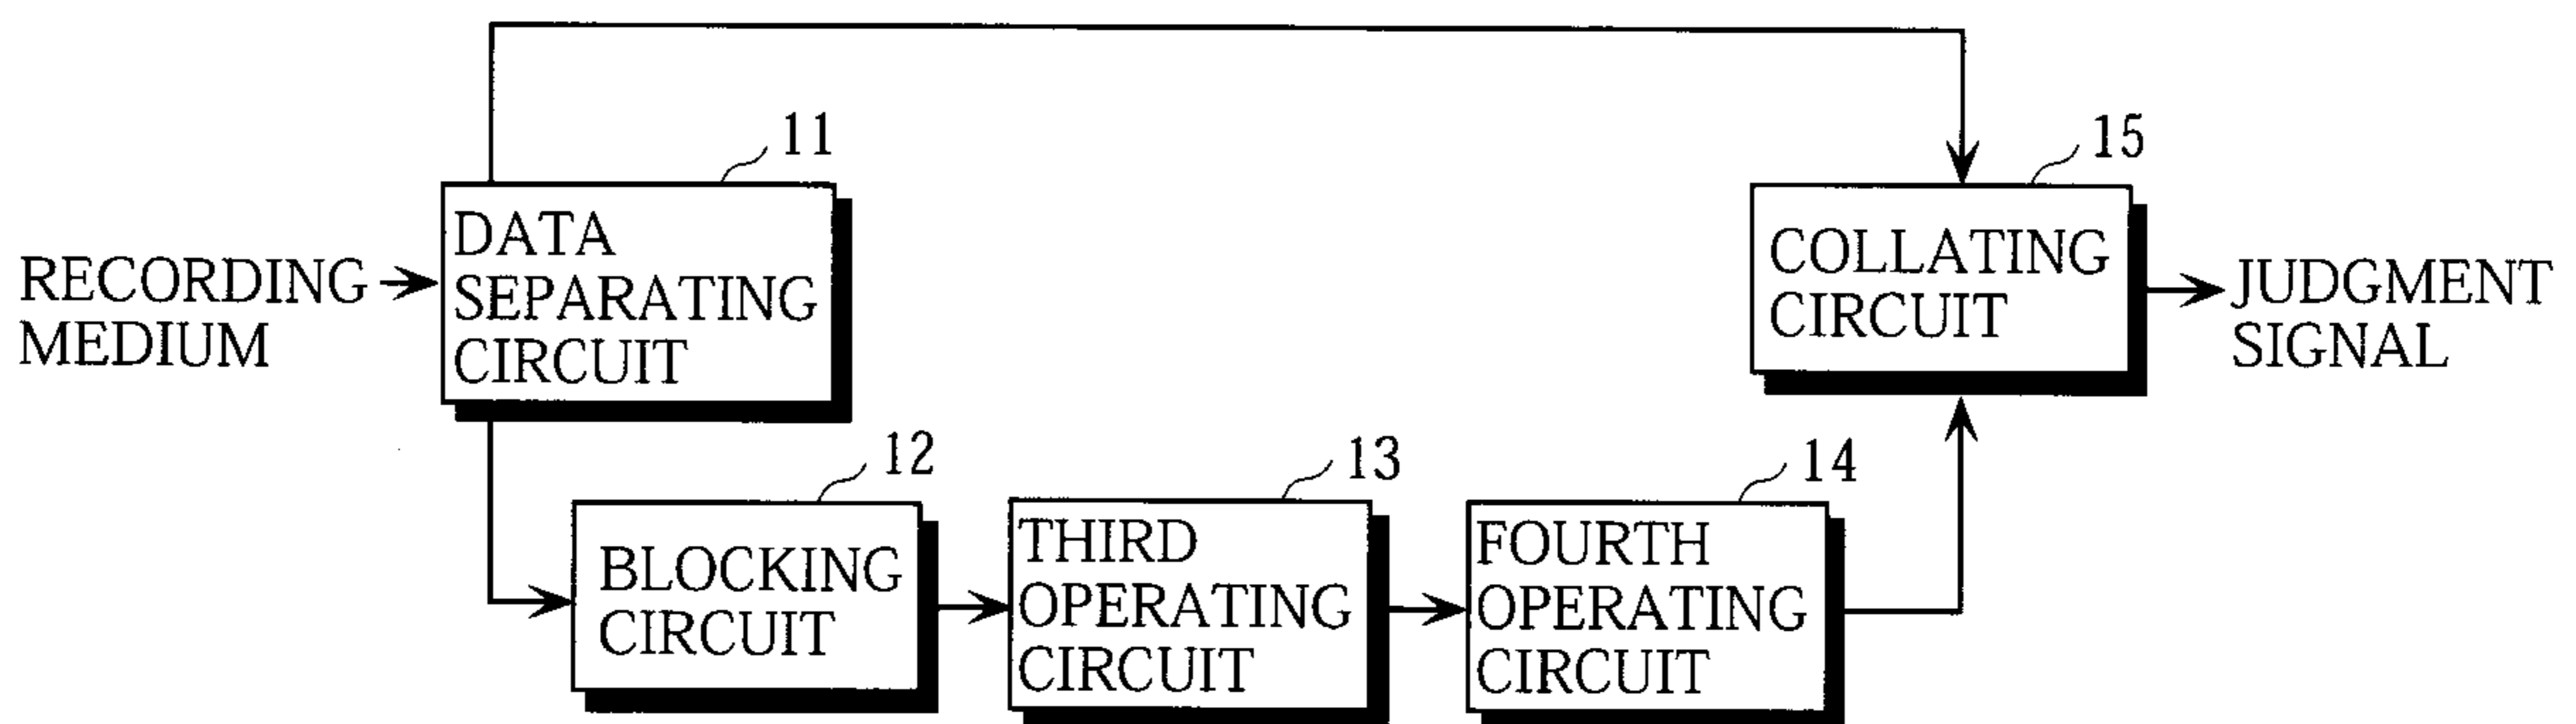 11
15
DATA
SEPARATING
CIRCUIT
RECORDING
MEDIUM
COLLATING
CIRCUIT
JUDGMENT
SIGNAL
12
13
14
BLOCKING
CIRCUIT
THIRD
OPERATING
CIRCUIT
FOURTH
OPERATING
CIRCUIT